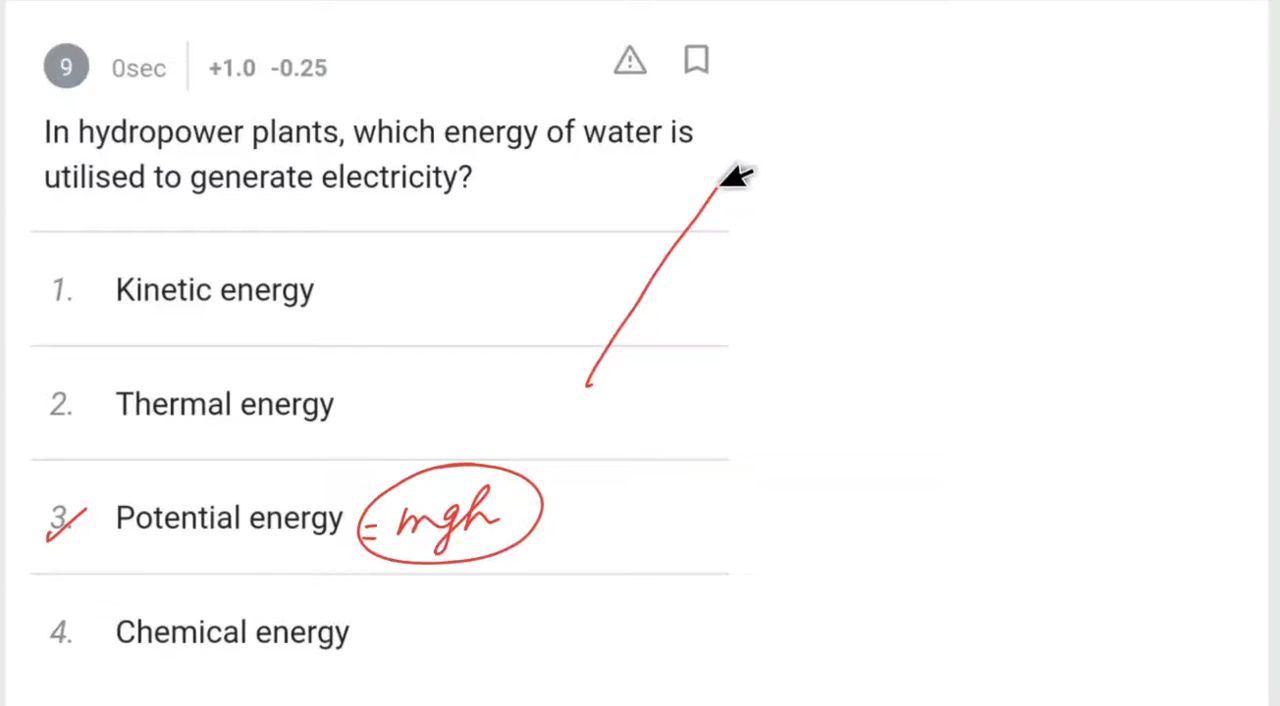 9 0sec +1.0 -0.25
In hydropower plants, which energy of water is
utilised to generate electricity?
1. Kinetic energy
2. Thermal energy
3. Potential energy = mgh
4. Chemical energy